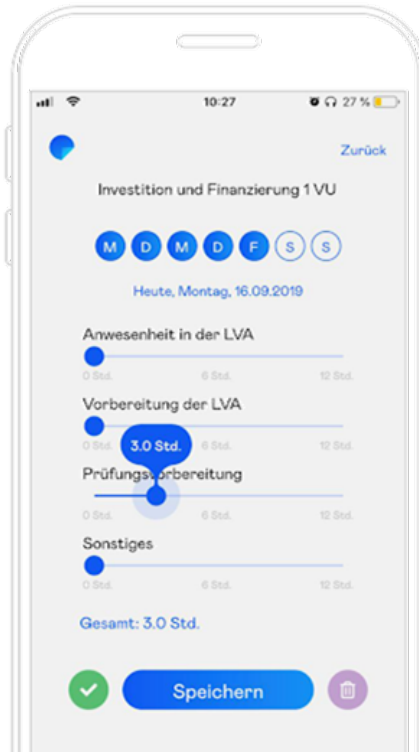 10:27
27 %
Zurück
Investition und Finanzierung 1 VU
M D M D F S S
Heute, Montag, 16.09.2019
Anwesenheit in der LVA
0 Std. 6 Std. 12 Std.
Vorbereitung der LVA
0 Std. 6 Std. 12 Std.
3.0 Std.
Prüfungsvorbereitung
0 Std. 6 Std. 12 Std.
Sonstiges
0 Std. 6 Std. 12 Std.
Gesamt: 3.0 Std.
Speichern